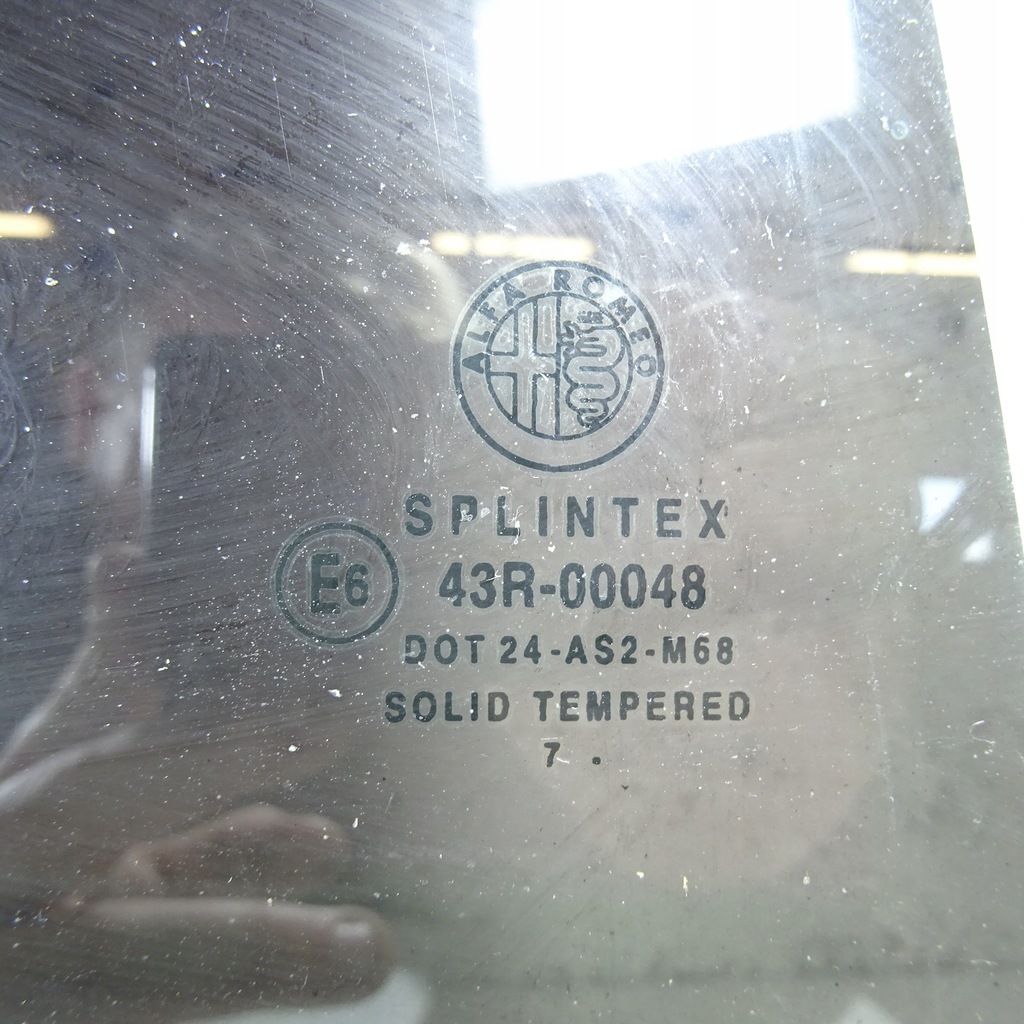 ALFA ROMEO
SPLINTEX
E6 43R-00048
DOT 24-AS2-M68
SOLID TEMPERED
7 .